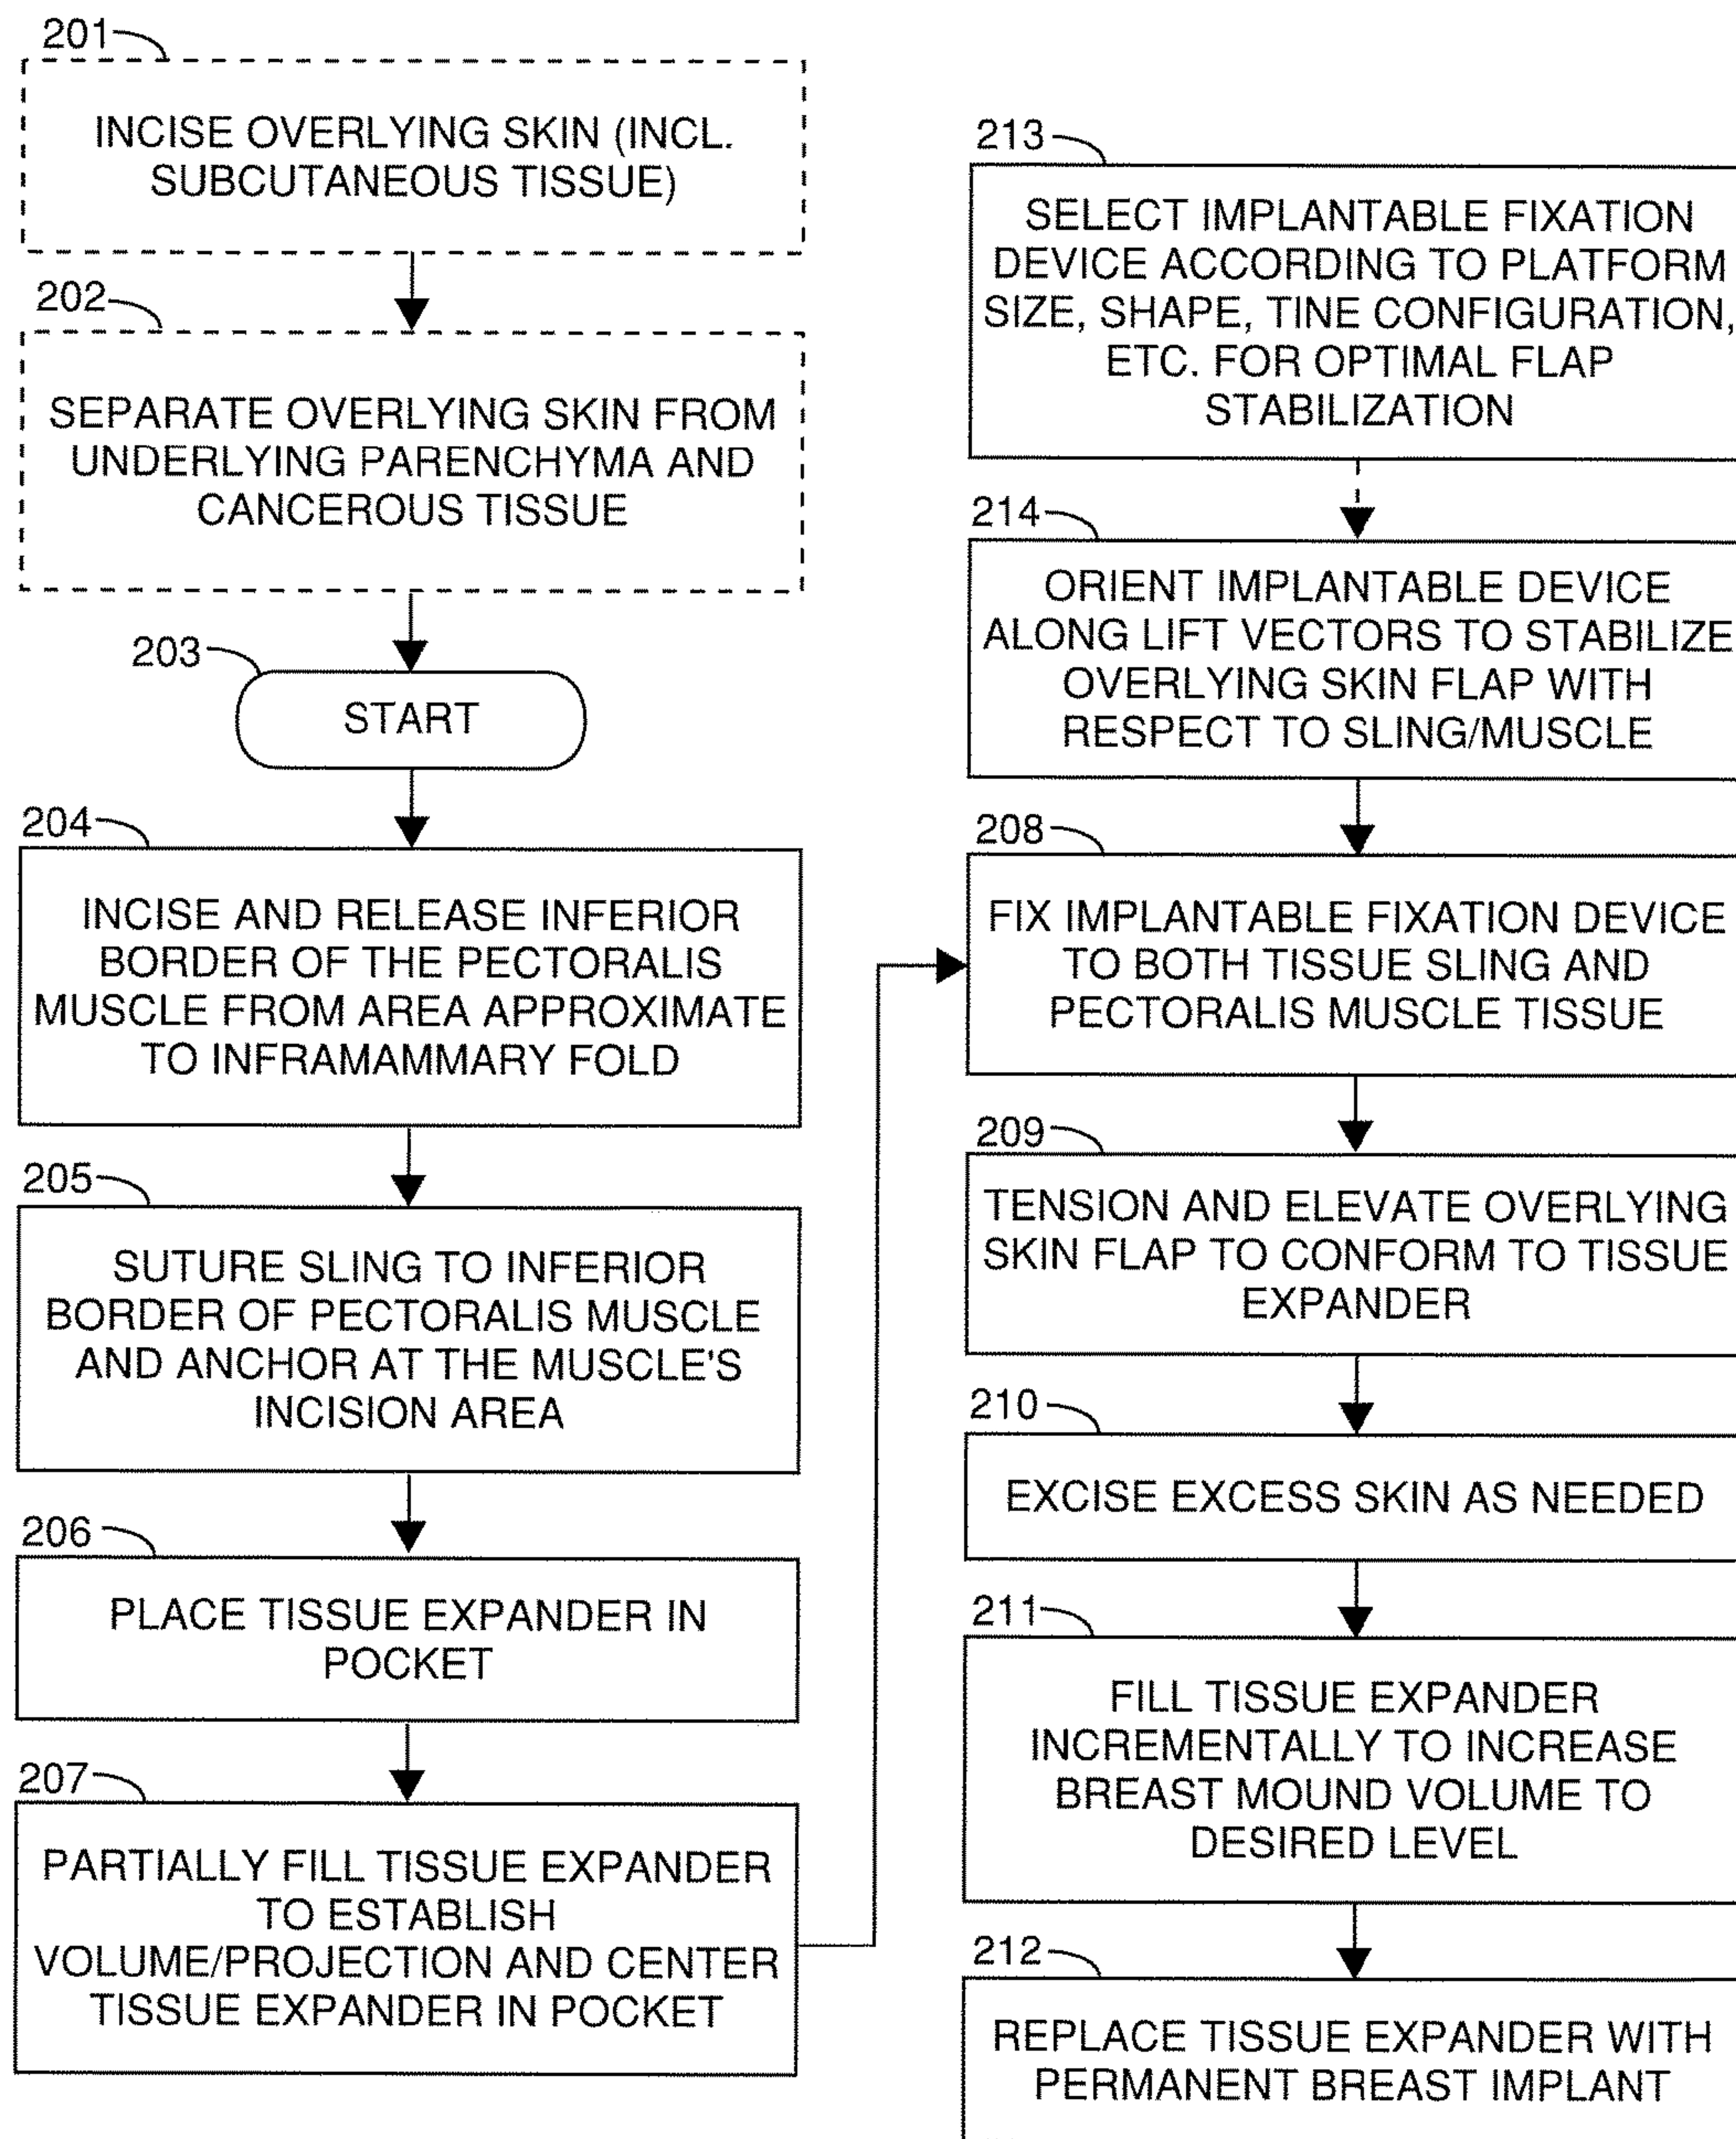 201
INCISE OVERLYING SKIN (INCL.
SUBCUTANEOUS TISSUE)
202
SEPARATE OVERLYING SKIN FROM
UNDERLYING PARENCHYMA AND
CANCEROUS TISSUE
203
START
204
INCISE AND RELEASE INFERIOR
BORDER OF THE PECTORALIS
MUSCLE FROM AREA APPROXIMATE
TO INFRAMAMMARY FOLD
205
SUTURE SLING TO INFERIOR
BORDER OF PECTORALIS MUSCLE
AND ANCHOR AT THE MUSCLE'S
INCISION AREA
206
PLACE TISSUE EXPANDER IN
POCKET
207
PARTIALLY FILL TISSUE EXPANDER
TO ESTABLISH
VOLUME/PROJECTION AND CENTER
TISSUE EXPANDER IN POCKET
213
SELECT IMPLANTABLE FIXATION
DEVICE ACCORDING TO PLATFORM
SIZE, SHAPE, TINE CONFIGURATION,
ETC. FOR OPTIMAL FLAP
STABILIZATION
214
ORIENT IMPLANTABLE DEVICE
ALONG LIFT VECTORS TO STABILIZE
OVERLYING SKIN FLAP WITH
RESPECT TO SLING/MUSCLE
208
FIX IMPLANTABLE FIXATION DEVICE
TO BOTH TISSUE SLING AND
PECTORALIS MUSCLE TISSUE
209
TENSION AND ELEVATE OVERLYING
SKIN FLAP TO CONFORM TO TISSUE
EXPANDER
210
EXCISE EXCESS SKIN AS NEEDED
211
FILL TISSUE EXPANDER
INCREMENTALLY TO INCREASE
BREAST MOUND VOLUME TO
DESIRED LEVEL
212
REPLACE TISSUE EXPANDER WITH
PERMANENT BREAST IMPLANT